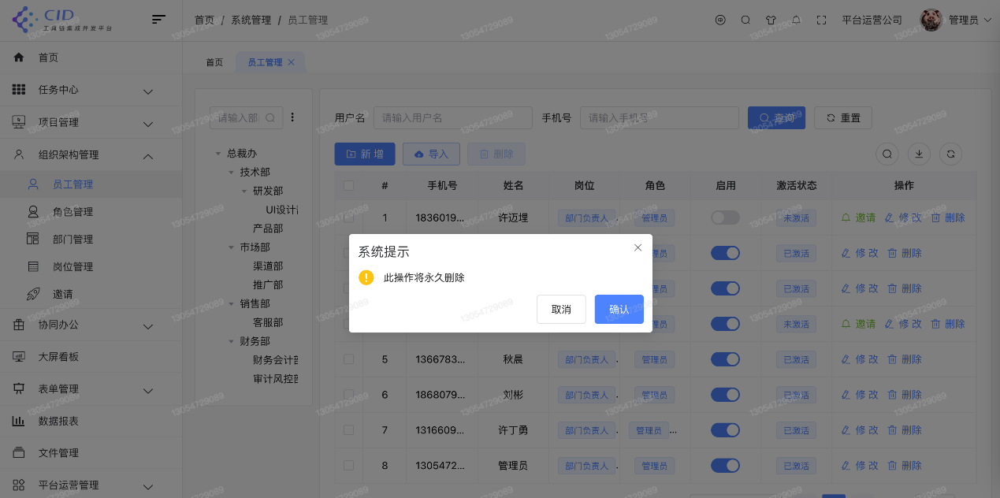 CID
工具链集成开发平台
首页 / 系统管理 / 员工管理
平台运营公司
管理员
首页
任务中心
项目管理
组织架构管理
员工管理
角色管理
部门管理
岗位管理
邀请
协同办公
大屏看板
表单管理
数据报表
文件管理
平台运营管理
首页
员工管理
请输入部
总裁办
技术部
研发部
UI设计
产品部
市场部
渠道部
推广部
销售部
客服部
财务部
财务会计部
审计风控部
用户名 请输入用户名 手机号 请输入手机号 查询 重置
新增 导入 删除
# 手机号 姓名 岗位 角色 启用 激活状态 操作
1 1836019... 许迈埋 部门负责人 管理员 未激活 邀请 修改 删除
理员 已激活 修改 删除
理员 已激活 修改 删除
理员 已激活 邀请 修改 删除
5 1366783... 秋晨 部门负责人 . 管理员 已激活 修改 删除
6 1868079... 刘彬 部门负责人 . 管理员 已激活 修改 删除
7 1316609... 许丁勇 部门负责人 . 管理员 ... 已激活 修改 删除
8 1305472... 管理员 部门负责人 . 管理员 已激活 修改 删除
系统提示
此操作将永久删除
取消 确认
13054729089